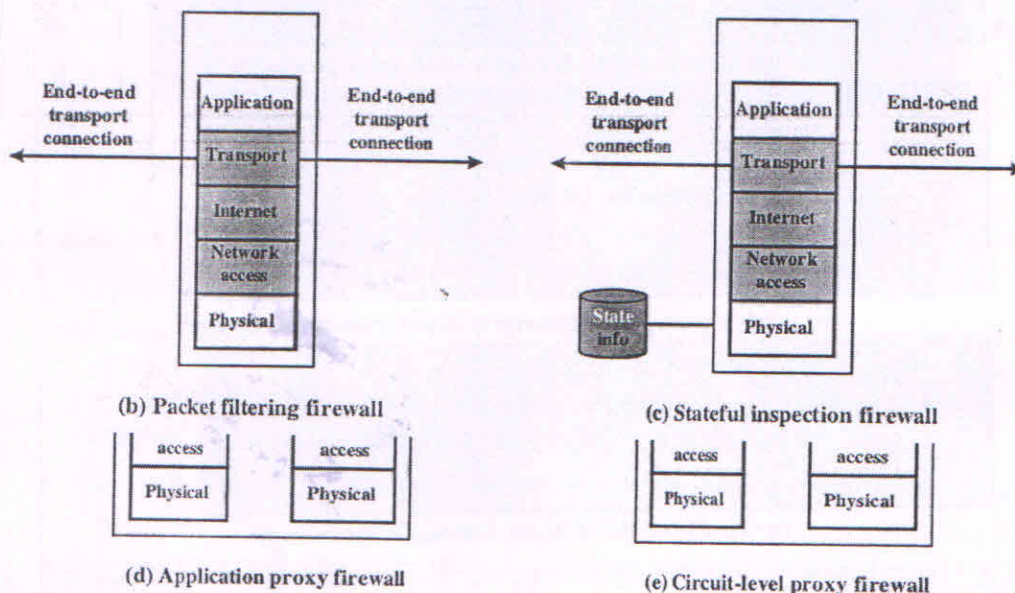 End-to-end
transport
connection
Application
Transport
Internet
Network
access
Physical
End-to-end
transport
connection
(b) Packet filtering firewall
End-to-end
transport
connection
State
info
Application
Transport
Internet
Network
access
Physical
End-to-end
transport
connection
(c) Stateful inspection firewall
access
Physical
access
Physical
(d) Application proxy firewall
access
Physical
access
Physical
(e) Circuit-level proxy firewall